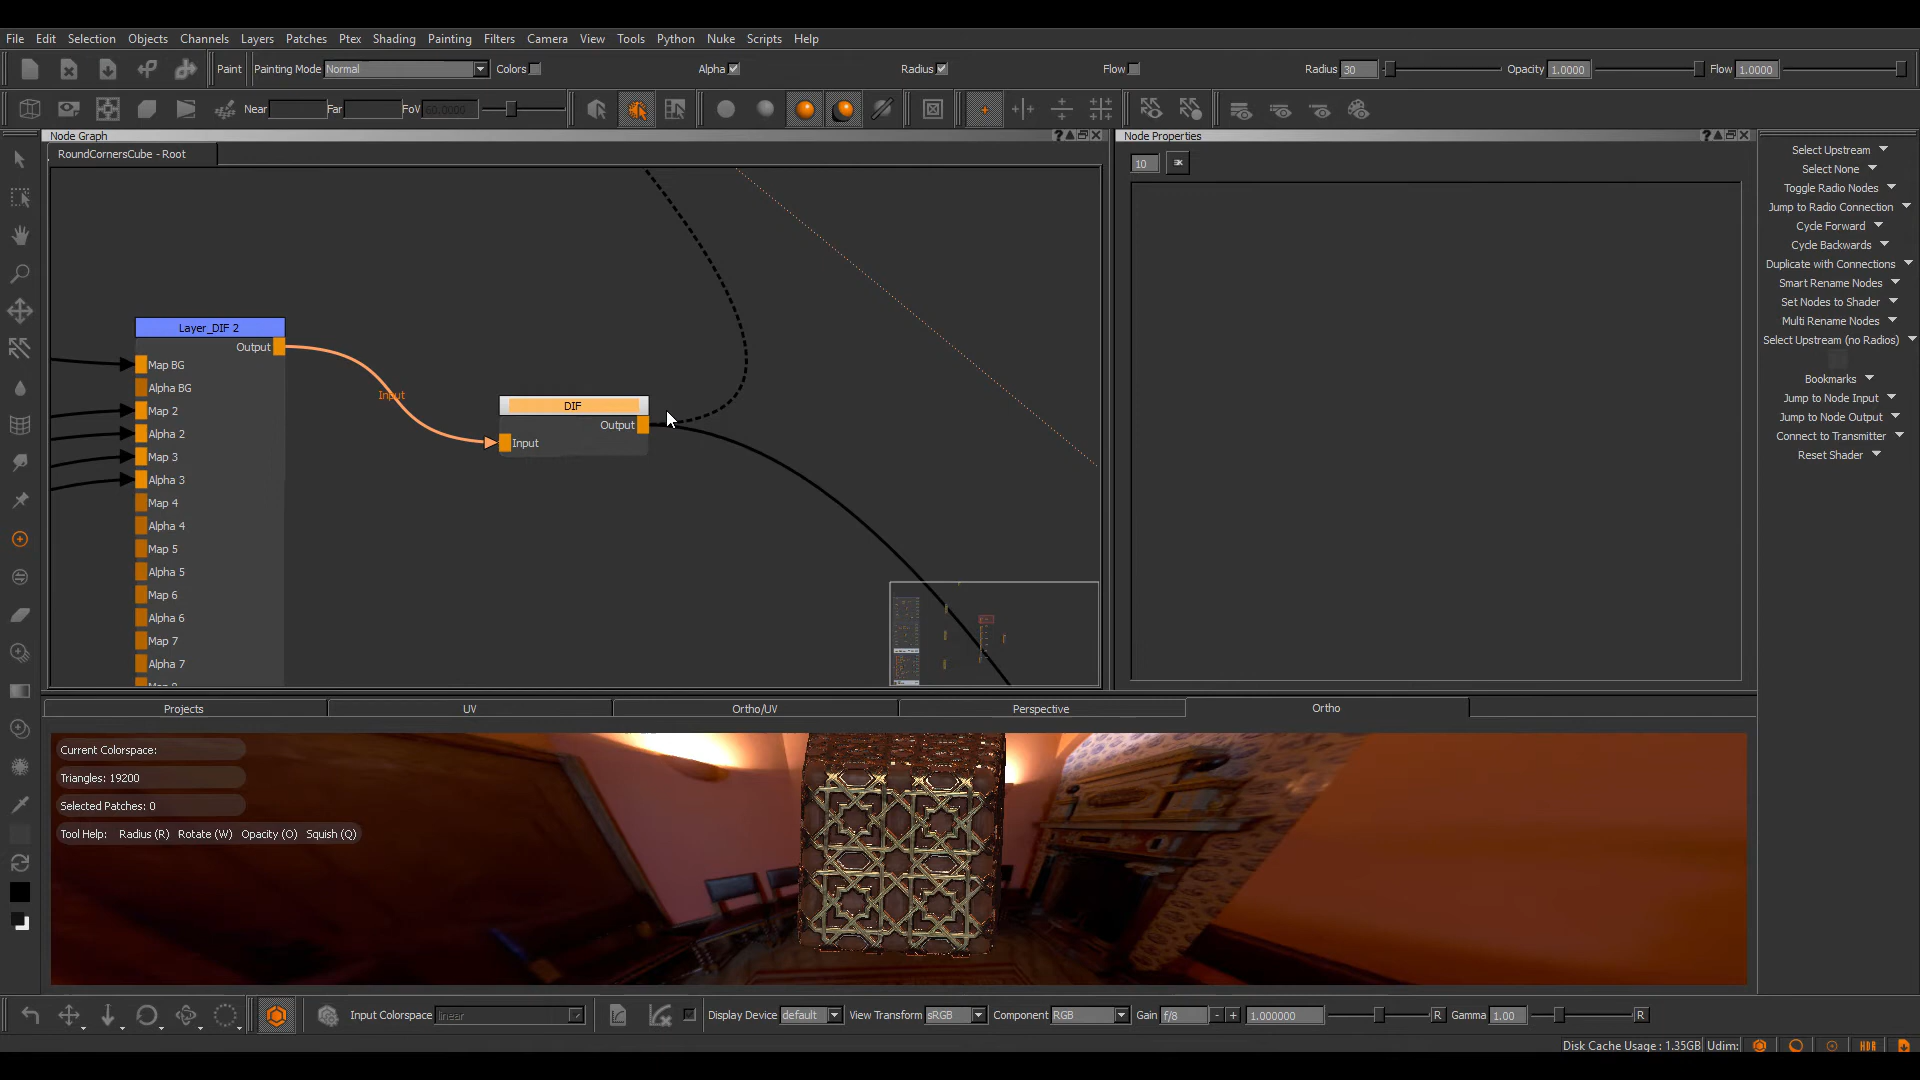 File Edit Selection Objects Channels Layers Patches Ptex Shading Painting Filters Camera View Tools Python Nuke Scripts Help
Paint Painting Mode Normal Colors Alpha Radius Flow Radius 30 Opacity 1.0000 Flow 1.0000
Near Far FoV 60.0000
Node Graph
RoundCornersCube - Root
Layer_DIF 2
Output
Map BG
Alpha BG
Map 2
Alpha 2
Map 3
Alpha 3
Map 4
Alpha 4
Map 5
Alpha 5
Map 6
Alpha 6
Map 7
Alpha 7
Input
DIF
Output
Input
Node Properties
10
Select Upstream
Select None
Toggle Radio Nodes
Jump to Radio Connection
Cycle Forward
Cycle Backwards
Duplicate with Connections
Smart Rename Nodes
Set Nodes to Shader
Multi Rename Nodes
Select Upstream (no Radios)
Bookmarks
Jump to Node Input
Jump to Node Output
Connect to Transmitter
Reset Shader
Projects UV Ortho/UV Perspective Ortho
Current Colorspace:
Triangles: 19200
Selected Patches: 0
Tool Help: Radius (R) Rotate (W) Opacity (O) Squish (Q)
Input Colorspace linear Display Device default View Transform sRGB Component RGB Gain f/8 - + 1.000000 R Gamma 1.00 R
Disk Cache Usage : 1.35GB Udim: HDR